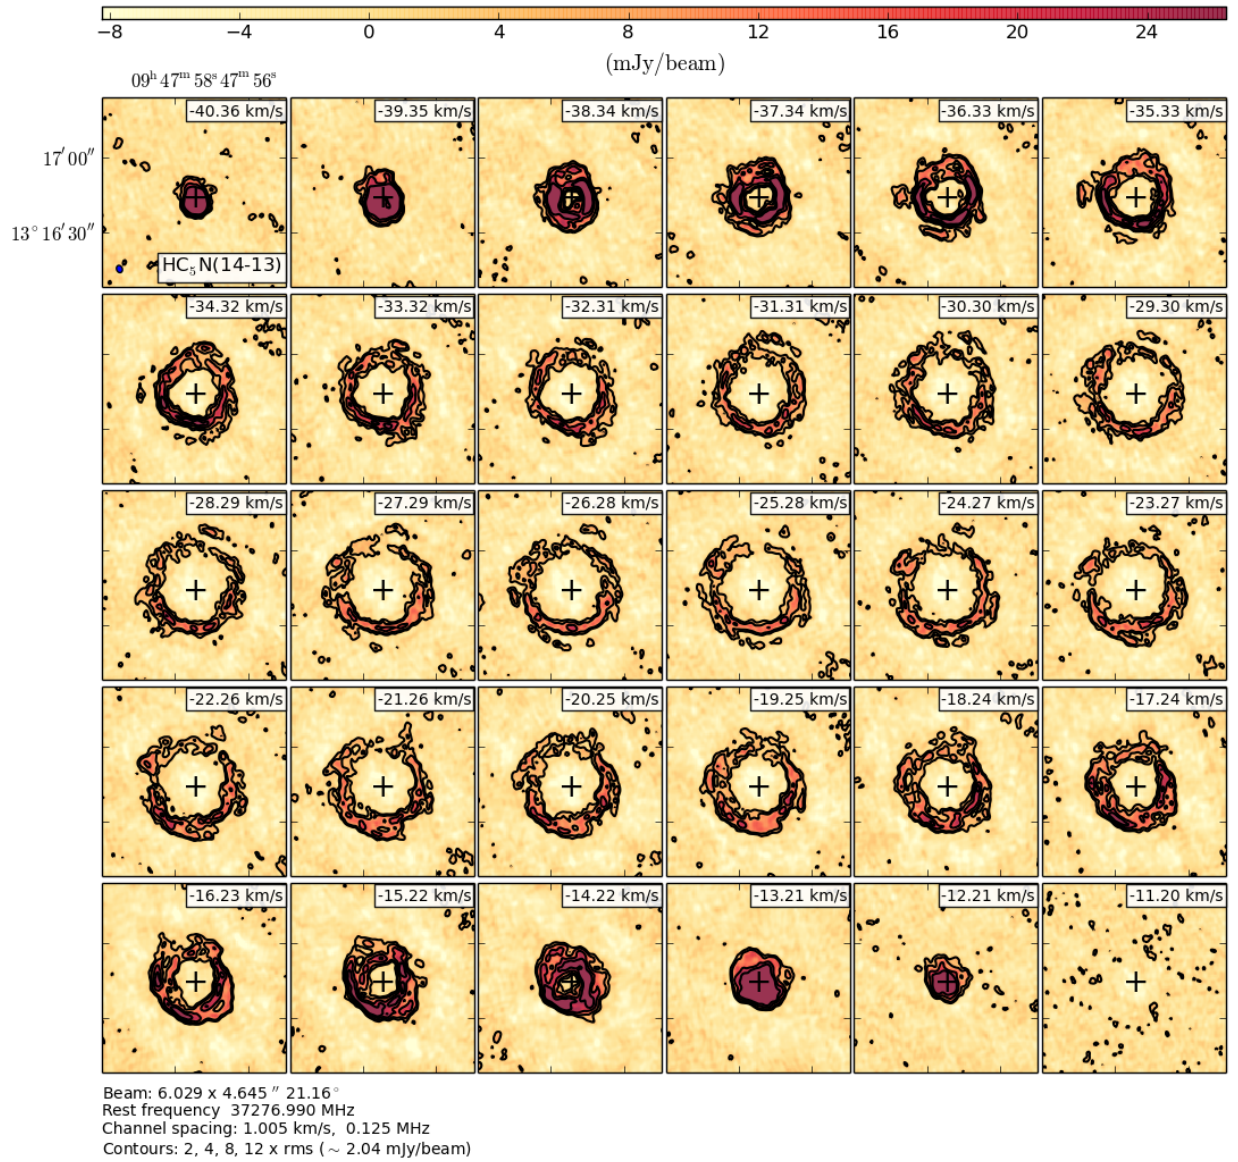 −8 −4 0 4 8 12 16 20 24
(mJy/beam)
09ʰ 47ᵐ 58ˢ 47ᵐ 56ˢ
-40.36 km/s -39.35 km/s -38.34 km/s -37.34 km/s -36.33 km/s -35.33 km/s
17′ 00″
13° 16′ 30″
HC₅N(14-13)
-34.32 km/s -33.32 km/s -32.31 km/s -31.31 km/s -30.30 km/s -29.30 km/s
-28.29 km/s -27.29 km/s -26.28 km/s -25.28 km/s -24.27 km/s -23.27 km/s
-22.26 km/s -21.26 km/s -20.25 km/s -19.25 km/s -18.24 km/s -17.24 km/s
-16.23 km/s -15.22 km/s -14.22 km/s -13.21 km/s -12.21 km/s -11.20 km/s
Beam: 6.029 x 4.645 ″ 21.16°
Rest frequency 37276.990 MHz
Channel spacing: 1.005 km/s, 0.125 MHz
Contours: 2, 4, 8, 12 x rms (∼ 2.04 mJy/beam)